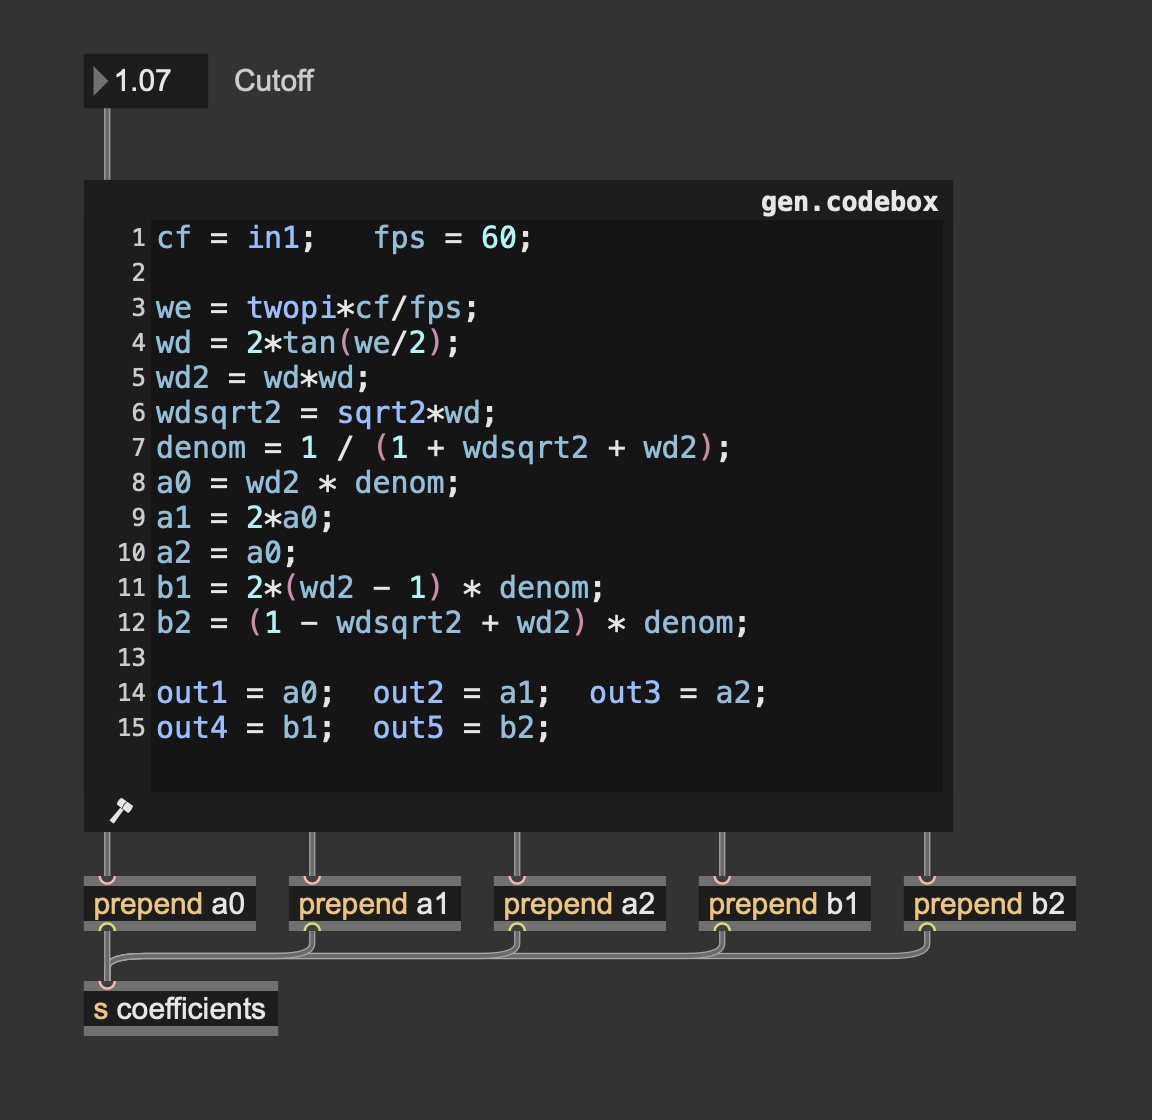 1.07 Cutoff
gen.codebox
1 cf = in1;   fps = 60;
2
3 we = twopi*cf/fps;
4 wd = 2*tan(we/2);
5 wd2 = wd*wd;
6 wdsqrt2 = sqrt2*wd;
7 denom = 1 / (1 + wdsqrt2 + wd2);
8 a0 = wd2 * denom;
9 a1 = 2*a0;
10 a2 = a0;
11 b1 = 2*(wd2 - 1) * denom;
12 b2 = (1 - wdsqrt2 + wd2) * denom;
13
14 out1 = a0;  out2 = a1;  out3 = a2;
15 out4 = b1;  out5 = b2;
prepend a0 prepend a1 prepend a2 prepend b1 prepend b2
s coefficients